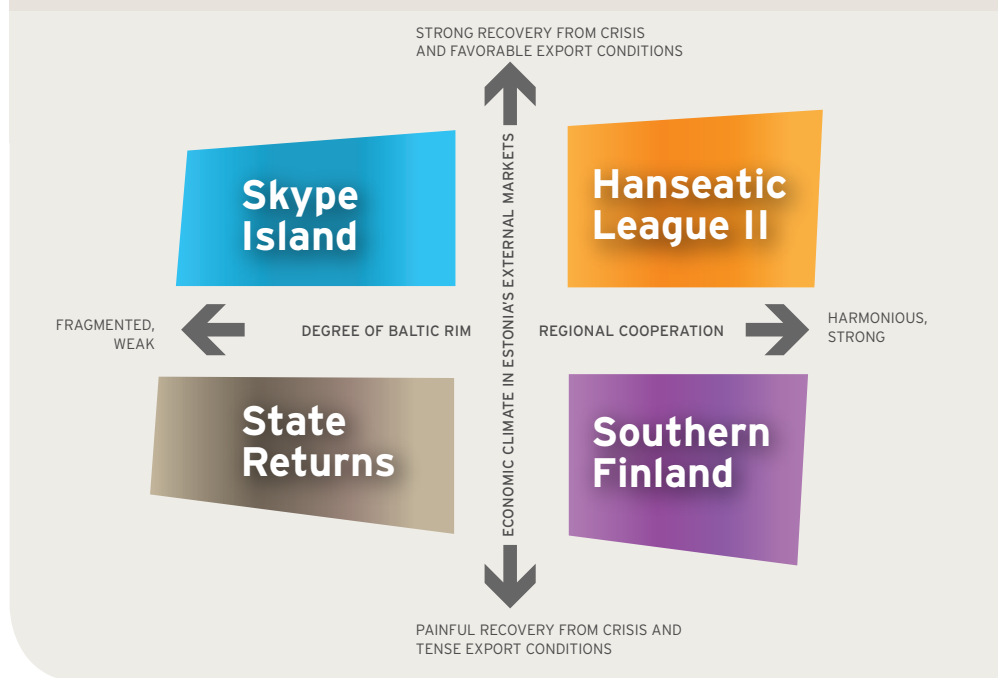 STRONG RECOVERY FROM CRISIS
AND FAVORABLE EXPORT CONDITIONS
Skype
Island
Hanseatic
League II
ECONOMIC CLIMATE IN ESTONIA'S EXTERNAL MARKETS
FRAGMENTED,
WEAK
DEGREE OF BALTIC RIM
REGIONAL COOPERATION
HARMONIOUS,
STRONG
State
Returns
Southern
Finland
PAINFUL RECOVERY FROM CRISIS AND
TENSE EXPORT CONDITIONS